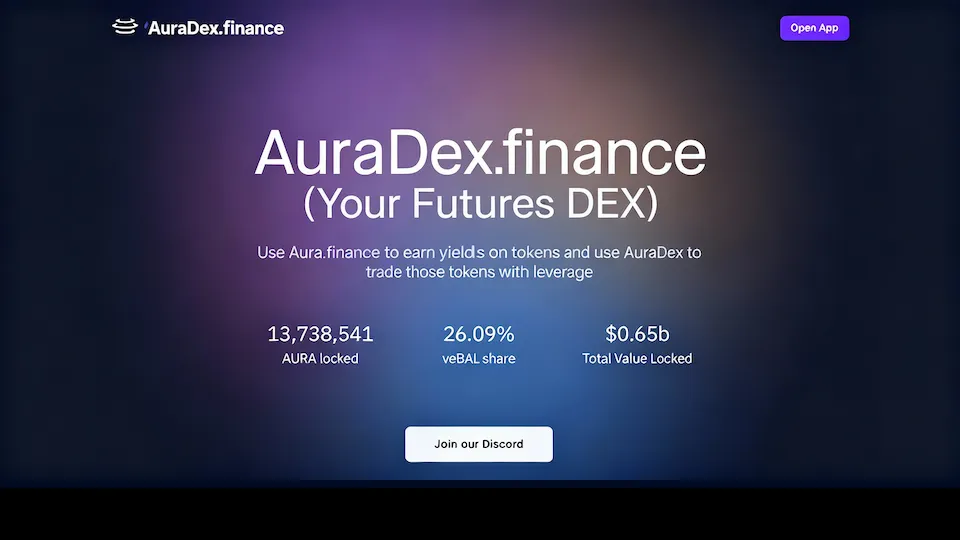 AuraDex.finance
Open App
AuraDex.finance
(Your Futures DEX)
Use Aura.finance to earn yields on tokens and use AuraDex to
trade those tokens with leverage
13,738,541
26.09%
$0.65b
AURA locked
veBAL share
Total Value Locked
Join our Discord